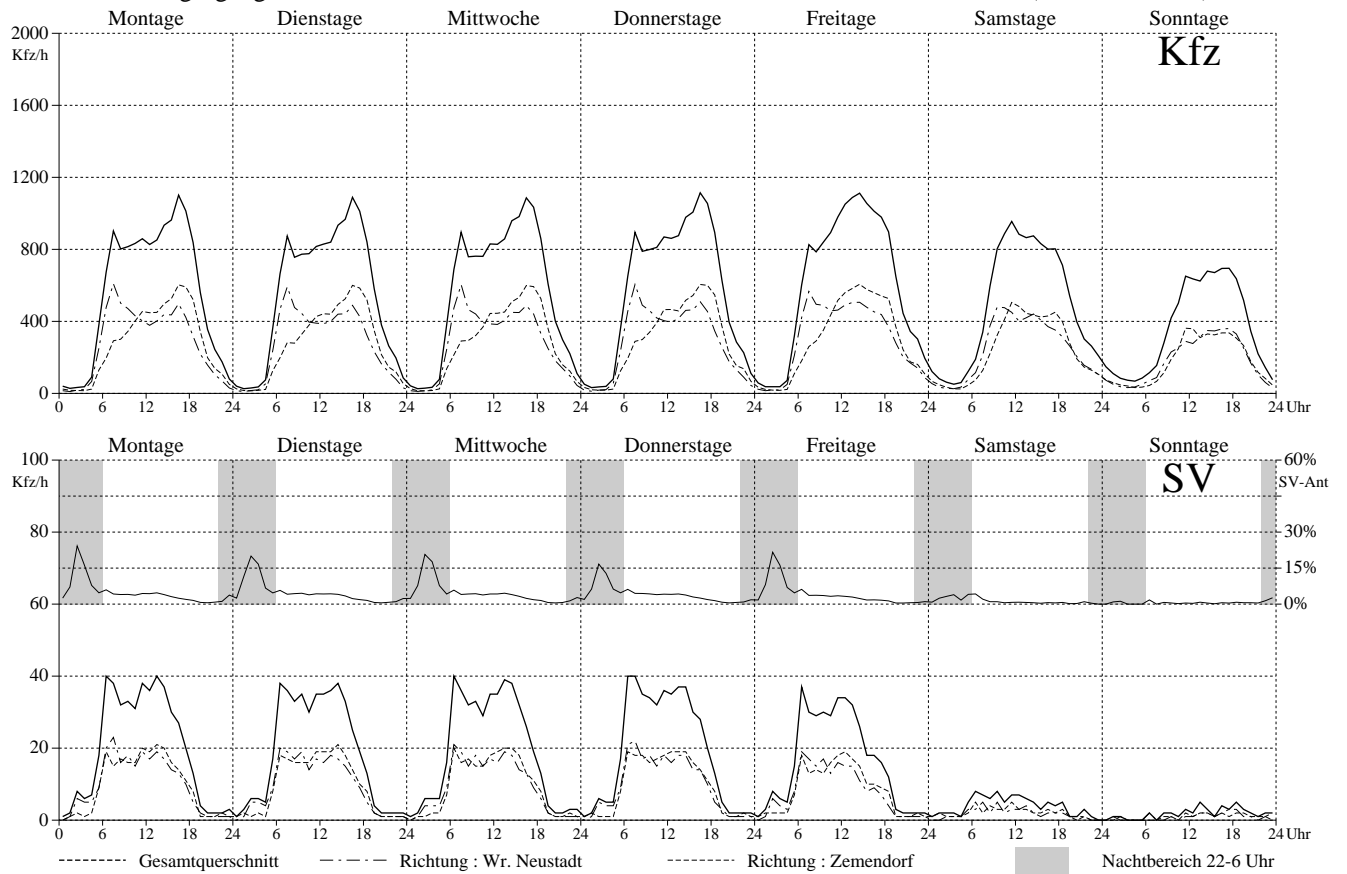 Montage Dienstage Mittwoche Donnerstage Freitage Samstage Sonntage
2000
Kfz/h
Kfz
1600
1200
800
400
0
0 6 12 18 24 6 12 18 24 6 12 18 24 6 12 18 24 6 12 18 24 6 12 18 24 6 12 18 24 Uhr
Montage Dienstage Mittwoche Donnerstage Freitage Samstage Sonntage
100 60%
Kfz/h SV-Ant
SV
80 30%
15%
60 0%
40
20
0
0 6 12 18 24 6 12 18 24 6 12 18 24 6 12 18 24 6 12 18 24 6 12 18 24 6 12 18 24 Uhr
Gesamtquerschnitt Richtung : Wr. Neustadt Richtung : Zemendorf Nachtbereich 22-6 Uhr